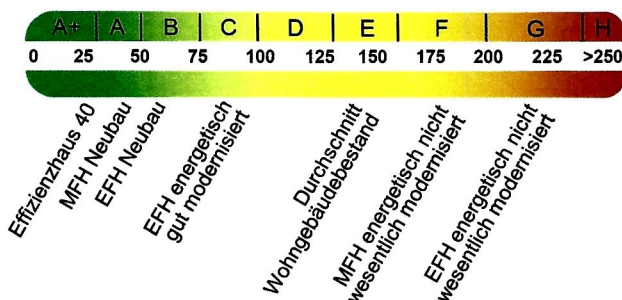 A+ A B C D E F G H
0 25 50 75 100 125 150 175 200 225 >250
Effizienzhaus 40
MFH Neubau
EFH Neubau
EFH energetisch
gut modernisiert
Durchschnitt
Wohngebäudebestand
MFH energetisch nicht
wesentlich modernisiert
EFH energetisch nicht
wesentlich modernisiert